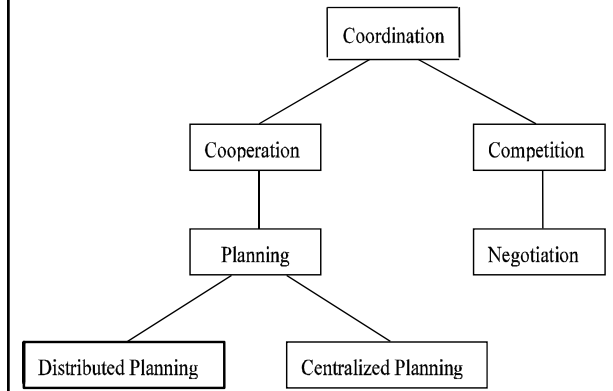 Coordination
Cooperation
Competition
Planning
Negotiation
Distributed Planning
Centralized Planning